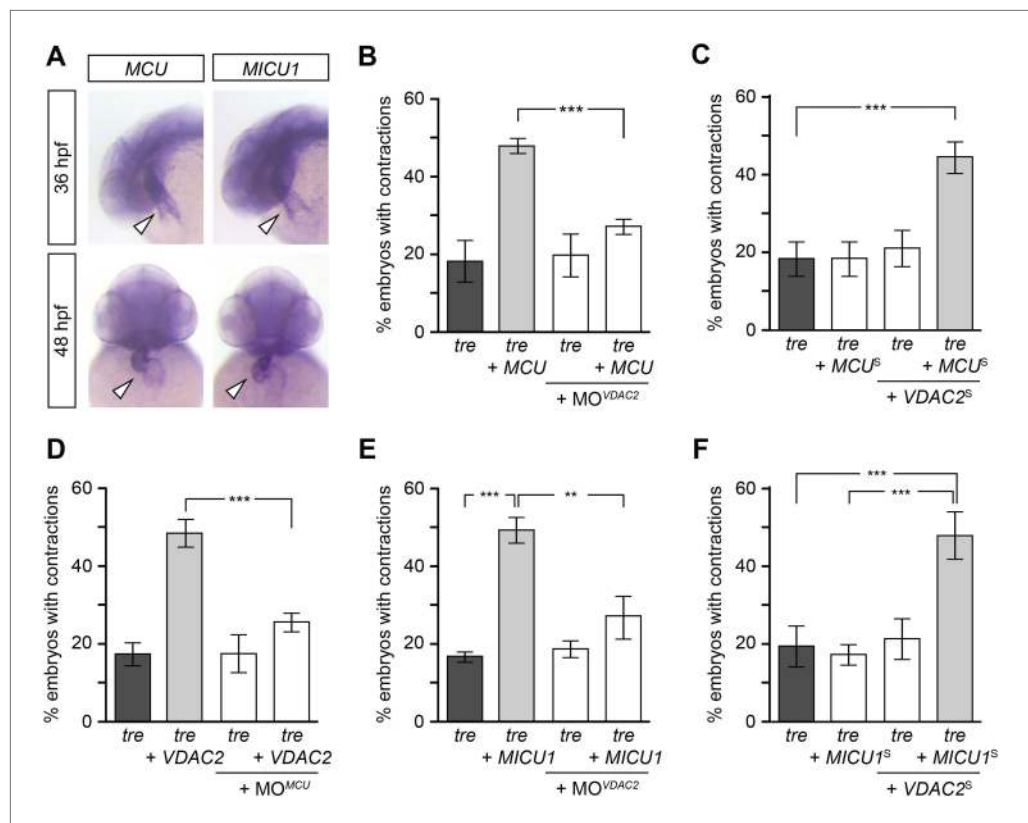 A
MCU MICU1
36 hpf
48 hpf
B
% embryos with contractions
60
40
20
0
***
tre tre tre tre
+ MCU + MCU
+ MO^VDAC2
C
% embryos with contractions
60
40
20
0
***
tre tre tre tre
+ MCU^S + MCU^S
+ VDAC2^S
D
% embryos with contractions
60
40
20
0
***
tre tre tre tre
+ VDAC2 + VDAC2
+ MO^MCU
E
% embryos with contractions
60
40
20
0
*** **
tre tre tre tre
+ MICU1 + MICU1
+ MO^VDAC2
F
% embryos with contractions
60
40
20
0
***
***
tre tre tre tre
+ MICU1^S + MICU1^S
+ VDAC2^S